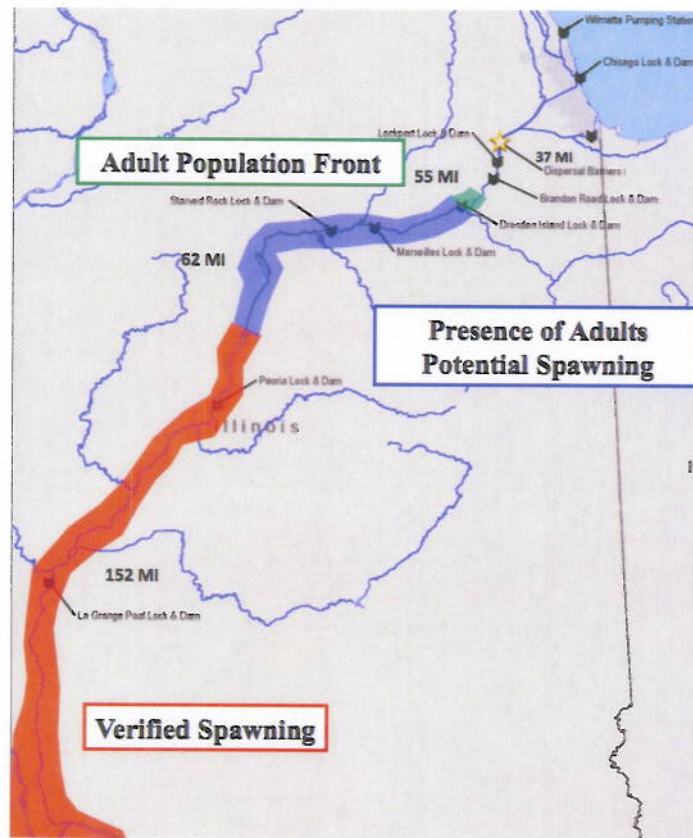 Wilmette Pumping Station
Chicago Lock & Dam
Lockport Lock & Dam
37 MI
Adult Population Front
Dispersal Barriers
55 MI
Brandon Road Lock & Dam
Starved Rock Lock & Dam
Dresden Island Lock & Dam
Marseilles Lock & Dam
62 MI
Presence of Adults
Potential Spawning
Peoria Lock & Dam
Illinois
152 MI
La Grange Pool Lock & Dam
Verified Spawning